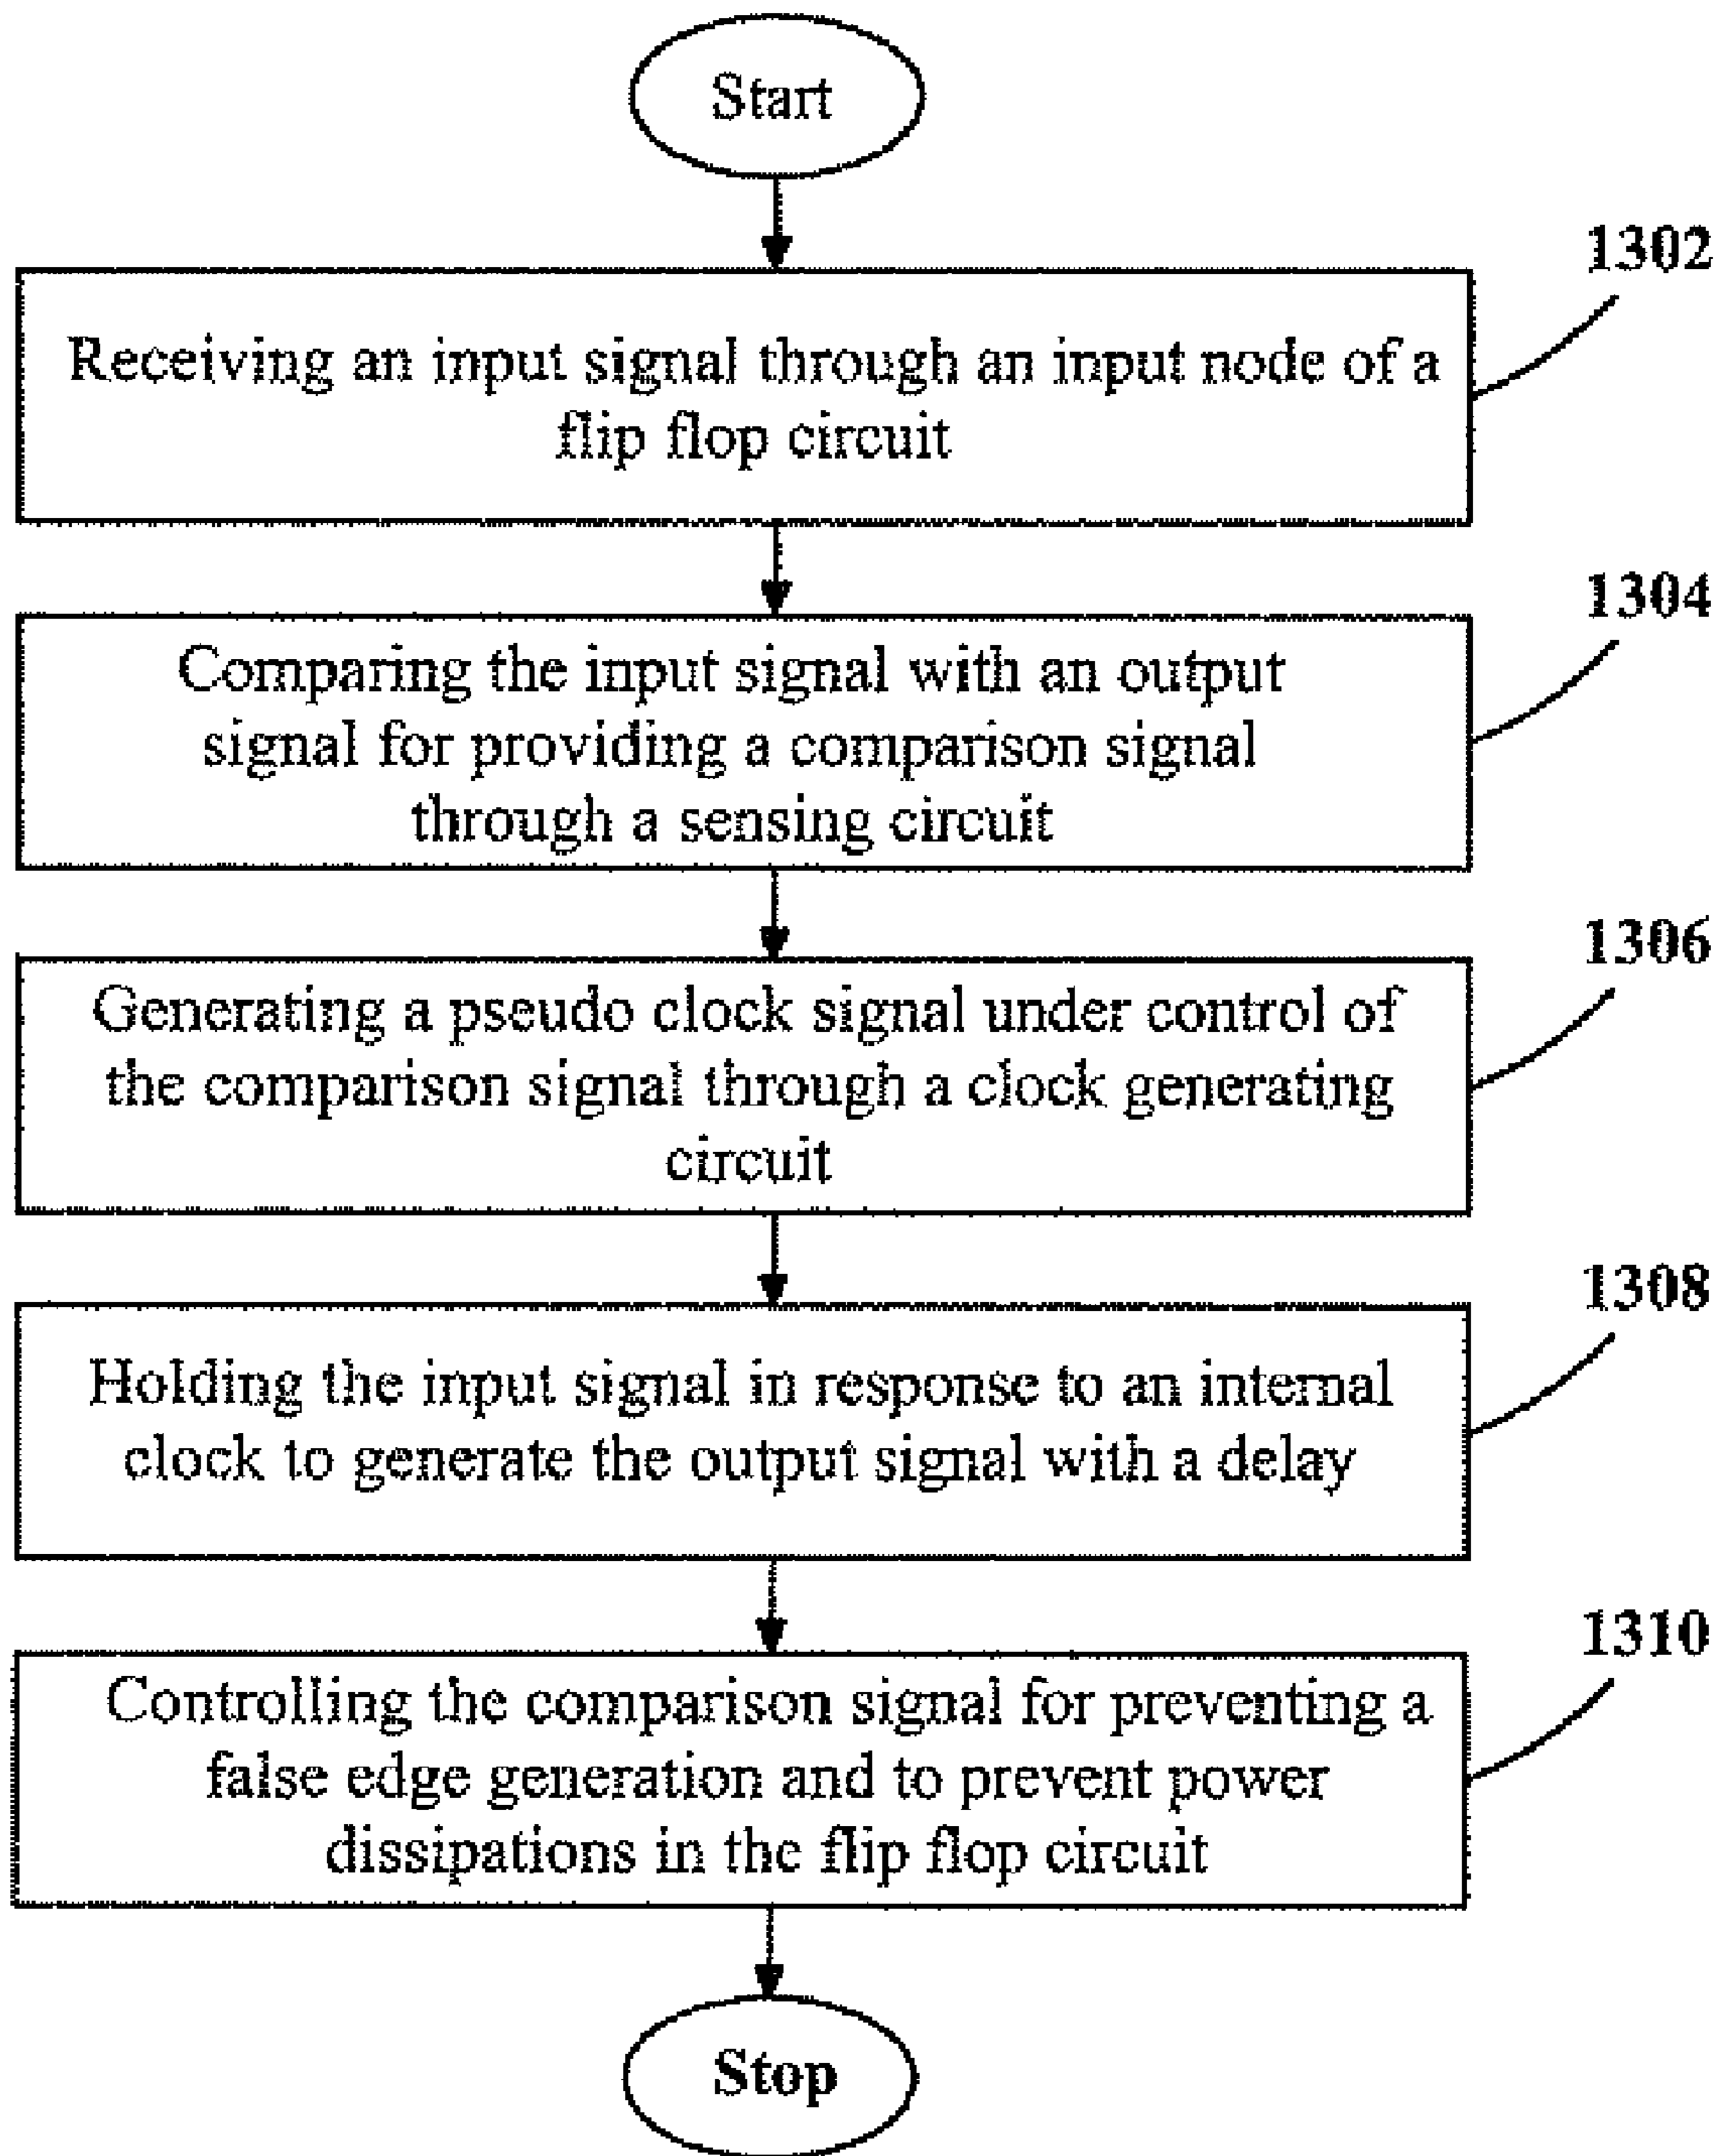 Start
1302
Receiving an input signal through an input node of a
flip flop circuit
1304
Comparing the input signal with an output
signal for providing a comparison signal
through a sensing circuit
1306
Generating a pseudo clock signal under control of
the comparison signal through a clock generating
circuit
1308
Holding the input signal in response to an internal
clock to generate the output signal with a delay
1310
Controlling the comparison signal for preventing a
false edge generation and to prevent power
dissipations in the flip flop circuit
Stop